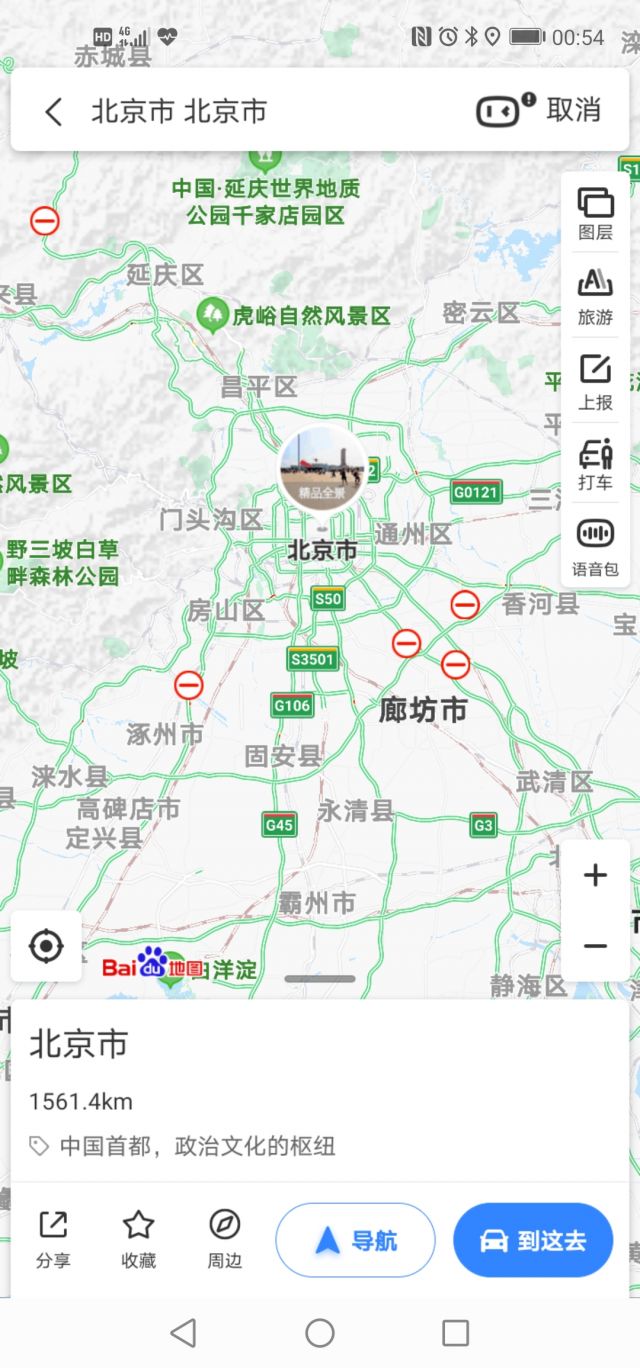 HD 4G 00:54
赤城县
北京市 北京市 取消
中国·延庆世界地质
公园千家店园区
图层
延庆区
旅游
虎峪自然风景区
密云区
昌平区
上报
精品全景
G0121
打车
风景区
门头沟区
通州区
北京市
野三坡白草
畔森林公园
语音包
S50
香河县
房山区
S3501
G106
廊坊市
涿州市
固安县
涞水县
武清区
高碑店市
永清县
定兴县
G45
G3
霸州市
Bai du 地图
白洋淀
静海区
北京市
1561.4km
中国首都，政治文化的枢纽
分享
收藏
周边
导航
到这去